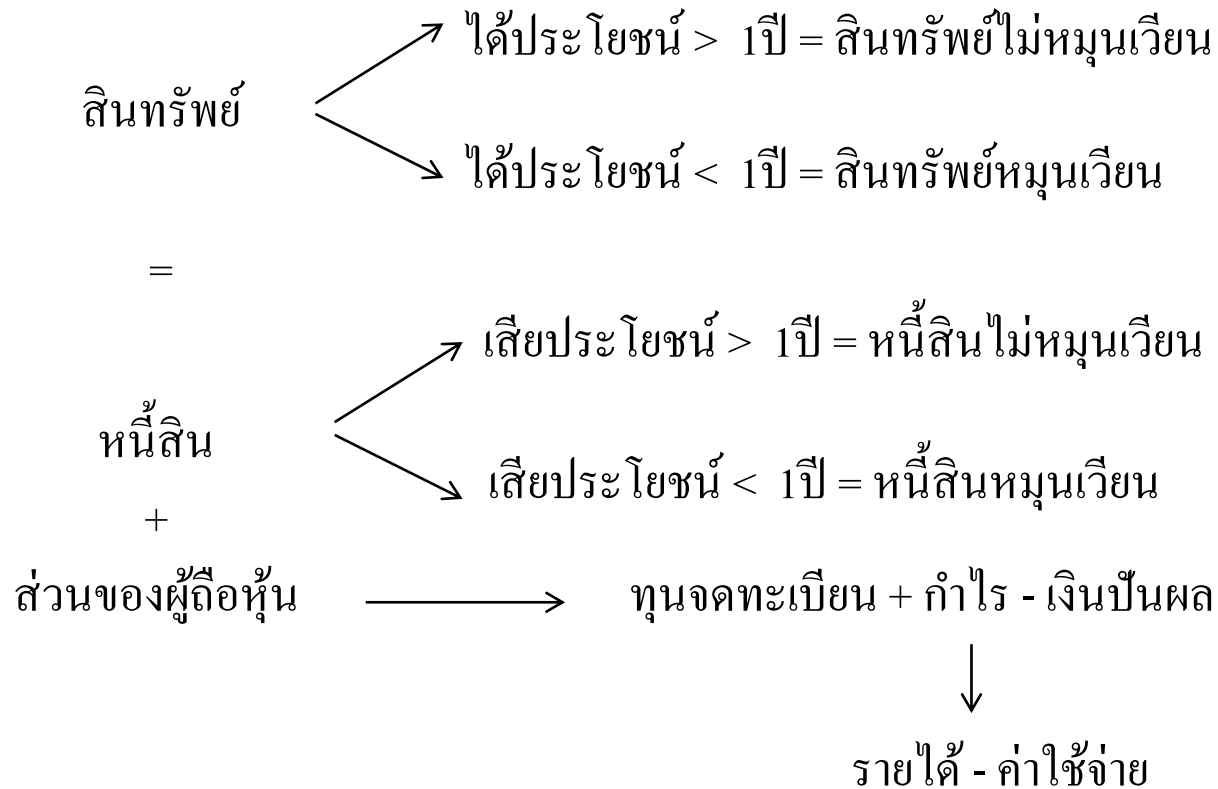 ได้ประโยชน์ > 1ปี = สินทรัพย์ไม่หมุนเวียน
สินทรัพย์
ได้ประโยชน์ < 1ปี = สินทรัพย์หมุนเวียน
=
เสียประโยชน์ > 1ปี = หนี้สินไม่หมุนเวียน
หนี้สิน
เสียประโยชน์ < 1ปี = หนี้สินหมุนเวียน
+
ส่วนของผู้ถือหุ้น
ทุนจดทะเบียน + กำไร - เงินปันผล
รายได้ - ค่าใช้จ่าย